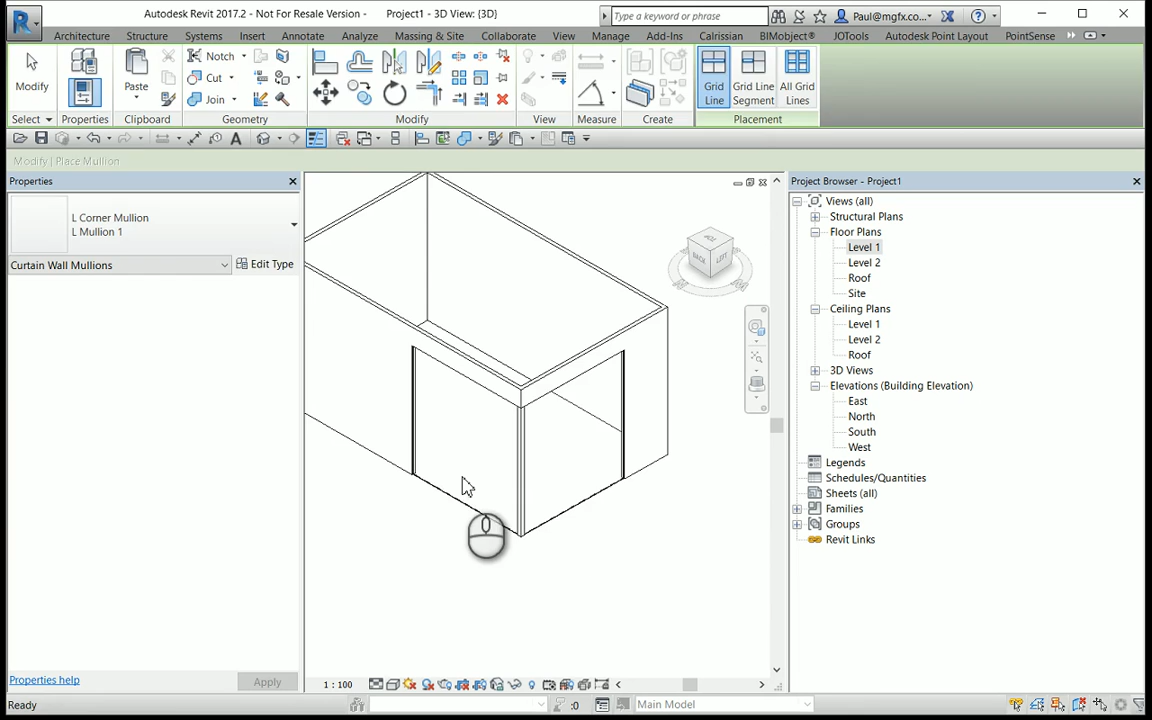 Autodesk Revit 2017.2 - Not For Resale Version - Project1 - 3D View: {3D}
Type a keyword or phrase
Paul@mgfx.co...
Architecture Structure Systems Insert Annotate Analyze Massing & Site Collaborate View Manage Add-Ins Calrissian BIMobject® JOTools Autodesk Point Layout PointSense
Modify
Paste
Notch
Cut
Join
Grid Line
Grid Line Segment
All Grid Lines
Select Properties Clipboard Geometry Modify View Measure Create Placement
Modify | Place Mullion
Properties
L Corner Mullion
L Mullion 1
Curtain Wall Mullions
Edit Type
Properties help
Apply
BACK
LEFT
1 : 100
Project Browser - Project1
Views (all)
Structural Plans
Floor Plans
Level 1
Level 2
Roof
Site
Ceiling Plans
Level 1
Level 2
Roof
3D Views
Elevations (Building Elevation)
East
North
South
West
Legends
Schedules/Quantities
Sheets (all)
Families
Groups
Revit Links
Ready
:0
Main Model